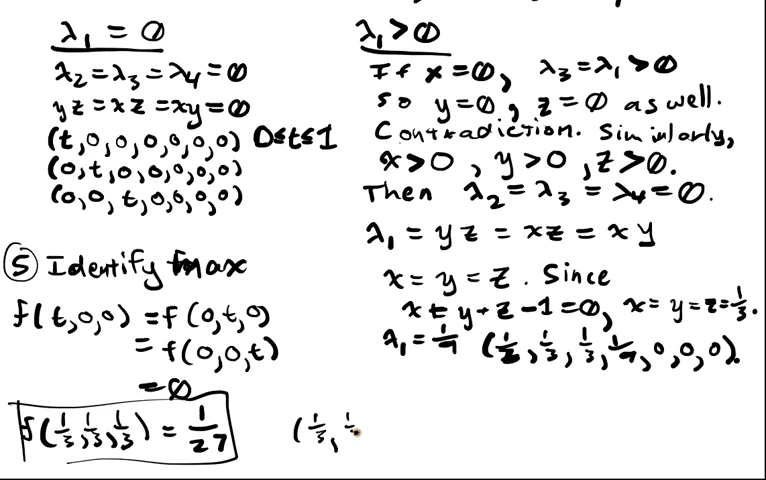 λ₁ = 0
λ₂ = λ₃ = λ₄ = 0
yz = xz = xy = 0
(t,0,0,0,0,0,0) 0≤t≤1
(0,t,0,0,0,0,0)
(0,0,t,0,0,0,0)
⑤ Identify max
f(t,0,0) = f(0,t,0)
= f(0,0,t)
= 0
f(1/3,1/3,1/3) = 1/27
λ₁ > 0
If x = 0, λ₃ = λ₁ > 0
so y = 0, z = 0 as well.
Contradiction. Similarly,
x > 0, y > 0, z > 0.
Then λ₂ = λ₃ = λ₄ = 0.
λ₁ = yz = xz = xy
x = y = z. Since
x + y + z - 1 = 0, x = y = z = 1/3.
λ₁ = 1/9 (1/3, 1/3, 1/3, 1/9, 0, 0, 0).
(1/3, 1